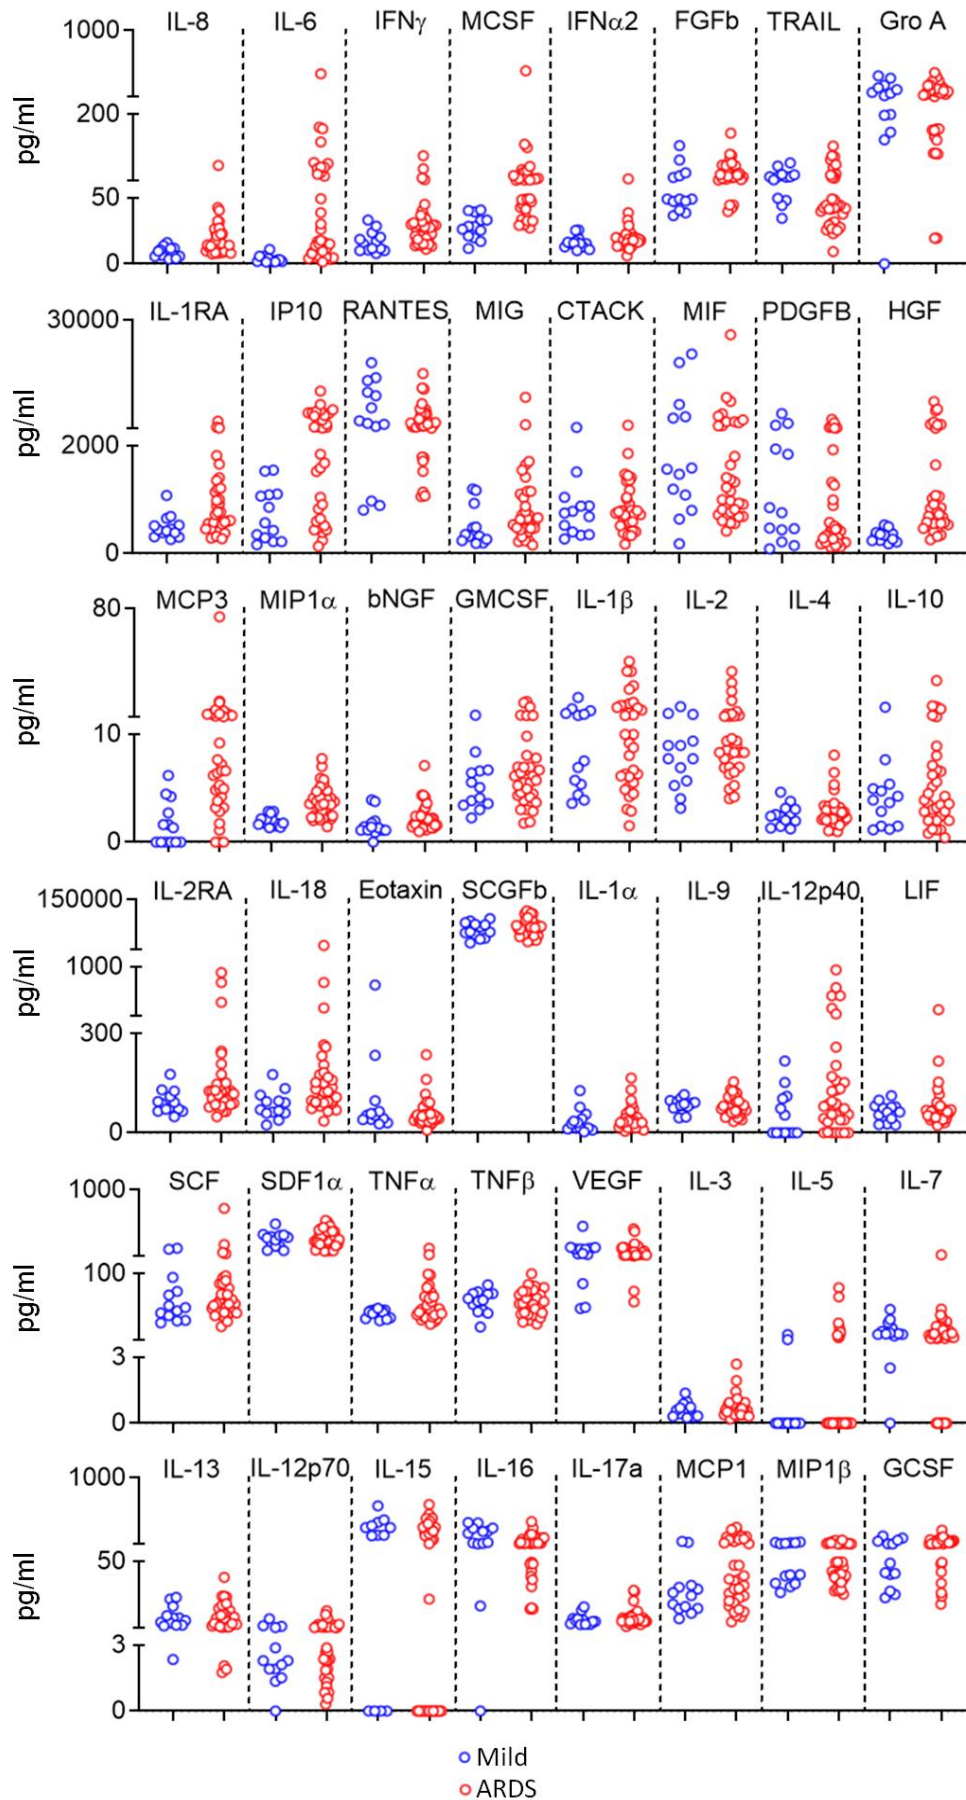 IL-8 IL-6 IFNγ MCSF IFNα2 FGFb TRAIL Gro A
1000
200
50
0
pg/ml
IL-1RA IP10 RANTES MIG CTACK MIF PDGFB HGF
30000
2000
0
pg/ml
MCP3 MIP1α bNGF GMCSF IL-1β IL-2 IL-4 IL-10
80
10
0
pg/ml
IL-2RA IL-18 Eotaxin SCGFb IL-1α IL-9 IL-12p40 LIF
150000
1000
300
0
pg/ml
SCF SDF1α TNFα TNFβ VEGF IL-3 IL-5 IL-7
1000
100
3
0
pg/ml
IL-13 IL-12p70 IL-15 IL-16 IL-17a MCP1 MIP1β GCSF
1000
50
3
0
pg/ml
Mild
ARDS